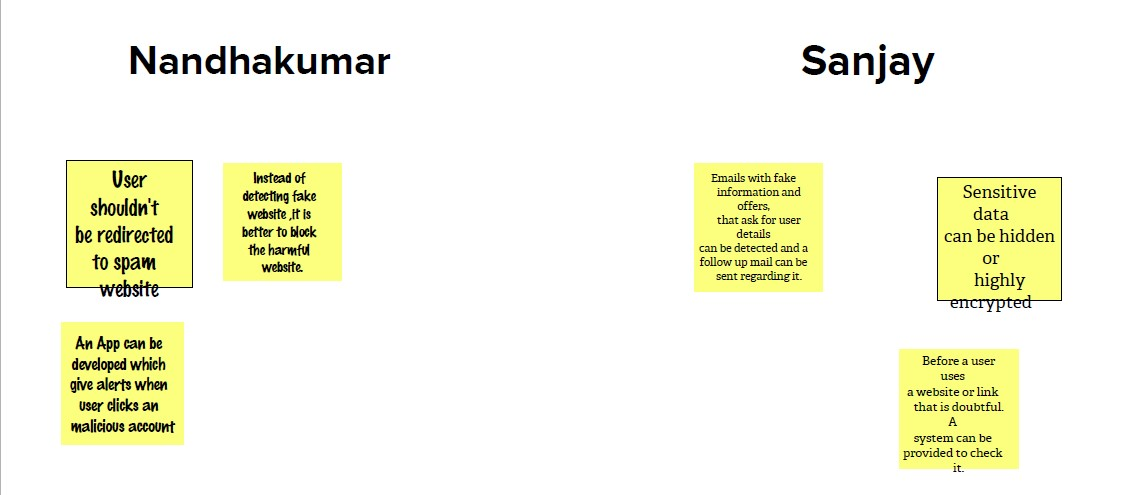 Nandhakumar
User
shouldn't
be redirected
to spam
website
Instead of
detecting fake
website ,it is
better to block
the harmful
website.
An App can be
developed which
give alerts when
user clicks an
malicious account
Sanjay
Emails with fake
information and
offers,
that ask for user
details
can be detected and a
follow up mail can be
sent regarding it.
Sensitive
data
can be hidden
or
highly
encrypted
Before a user
uses
a website or link
that is doubtful.
A
system can be
provided to check
it.